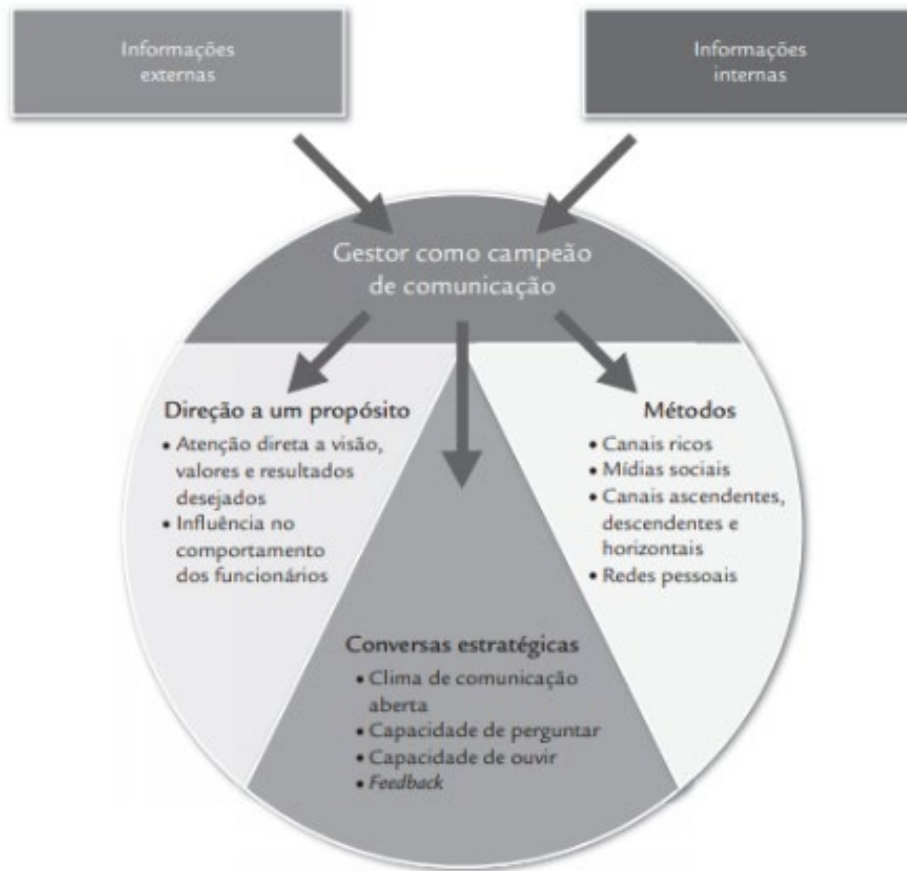 Informações
externas
Informações
internas
Gestor como campeão
de comunicação
Direção a um propósito
• Atenção direta a visão,
valores e resultados
desejados
• Influência no
comportamento
dos funcionários
Métodos
• Canais ricos
• Mídias sociais
• Canais ascendentes,
descendentes e
horizontais
• Redes pessoais
Conversas estratégicas
• Clima de comunicação
aberta
• Capacidade de perguntar
• Capacidade de ouvir
• Feedback